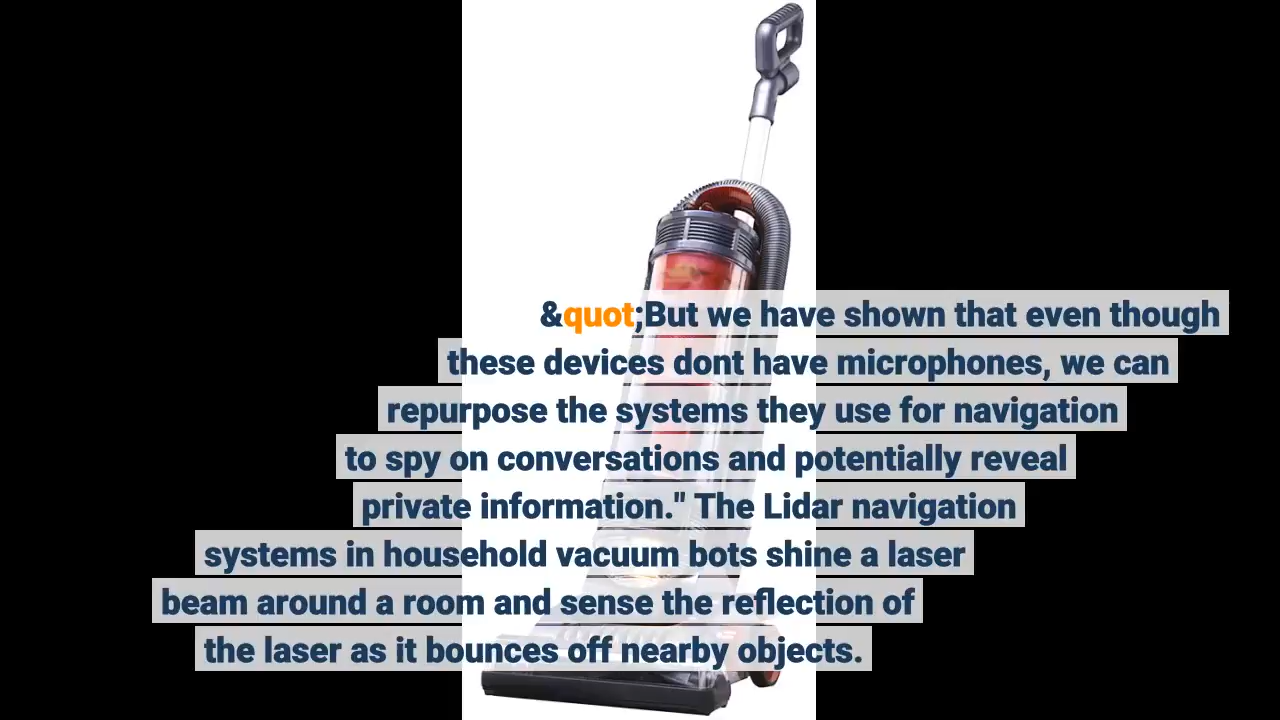 &quot;But we have shown that even though
these devices dont have microphones, we can
repurpose the systems they use for navigation
to spy on conversations and potentially reveal
private information." The Lidar navigation
systems in household vacuum bots shine a laser
beam around a room and sense the reflection of
the laser as it bounces off nearby objects.